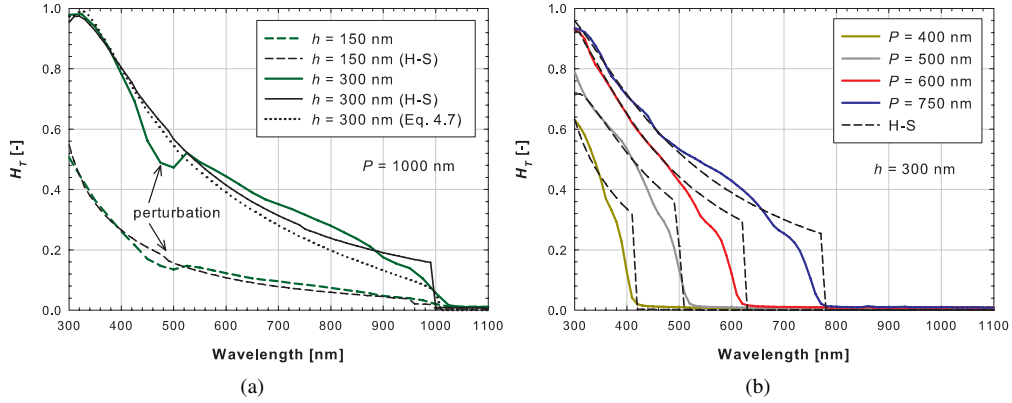 1.0
0.8
0.6
0.4
0.2
0.0
H_T [-]
300 400 500 600 700 800 900 1000 1100
Wavelength [nm]
h = 150 nm
h = 150 nm (H-S)
h = 300 nm
h = 300 nm (H-S)
h = 300 nm (Eq. 4.7)
P = 1000 nm
perturbation
(a)
1.0
0.8
0.6
0.4
0.2
0.0
H_T [-]
300 400 500 600 700 800 900 1000 1100
Wavelength [nm]
P = 400 nm
P = 500 nm
P = 600 nm
P = 750 nm
H-S
h = 300 nm
(b)